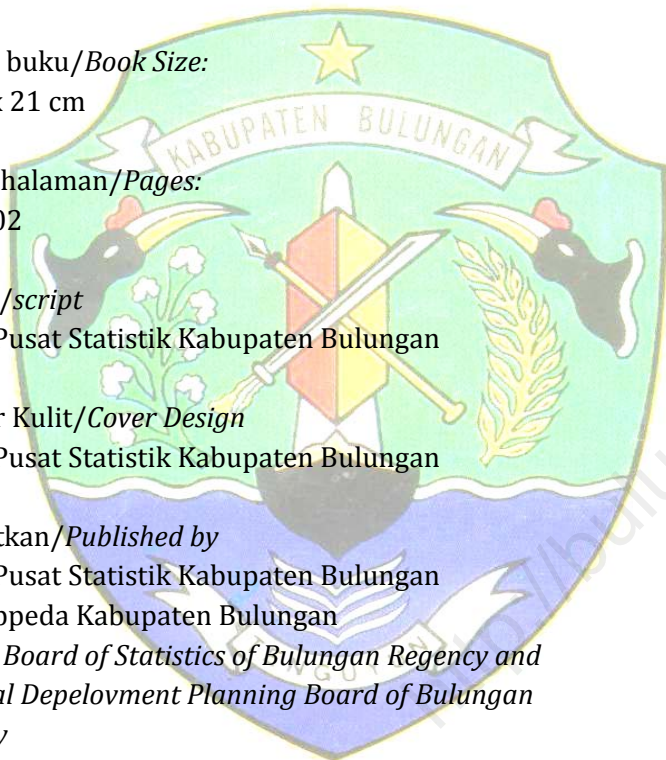 buku/Book Size:
x 21 cm
KABUPATEN BULUNGAN
halaman/Pages:
02
/script
Pusat Statistik Kabupaten Bulungan
Kulit/Cover Design
Pusat Statistik Kabupaten Bulungan
tkan/Published by
Pusat Statistik Kabupaten Bulungan
ppeda Kabupaten Bulungan
Board of Statistics of Bulungan Regency and
al Depelovment Planning Board of Bulungan
y
http://bulu